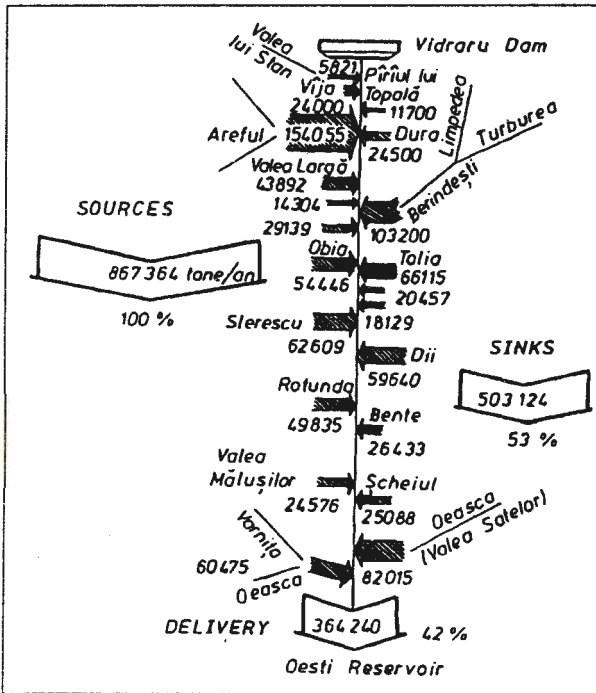 Valea
lui Stan
Vidraru Dam
5821
Pîrîul lui
Topală
Vîja
24000
11700
Limpedea
Turburea
Areful
154055
Dura
24500
Valea Largă
43892
Berindești
14304
103200
29139
SOURCES
867364 tone/an
100 %
Obia
54446
Tolia
66115
20457
18129
Slerescu
62609
SINKS
503124
53 %
Dii
59640
Rotunda
49835
Bente
26433
Valea
Mălușilor
24576
Șcheiul
25088
Oeasca
(Valea Satelor)
82015
Vornița
60475
Oeasca
DELIVERY
364240
42 %
Oesti Reservoir